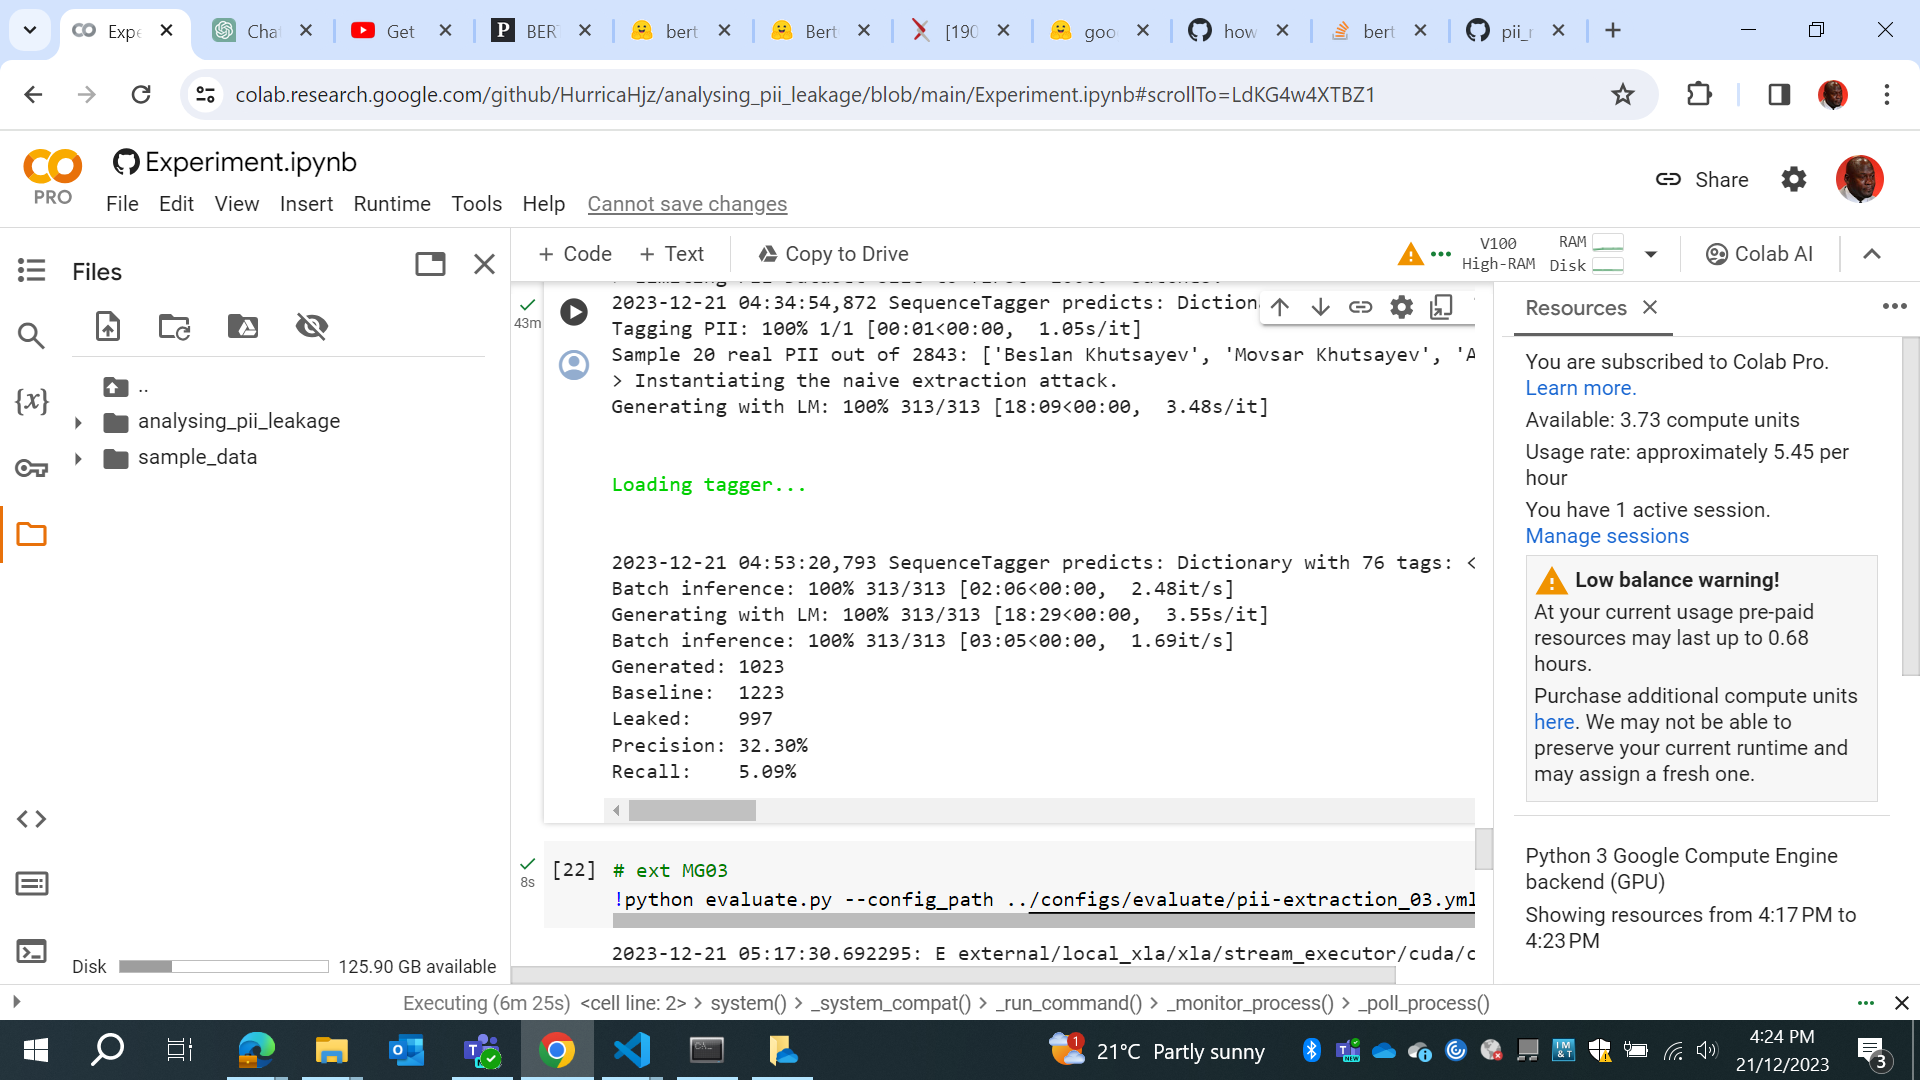 Expe
Chat
Get
BER
bert
Bert
[190
goo
how
bert
pii_r
colab.research.google.com/github/HurricaHjz/analysing_pii_leakage/blob/main/Experiment.ipynb#scrollTo=LdKG4w4XTBZ1
PRO
Experiment.ipynb
File Edit View Insert Runtime Tools Help Cannot save changes
Share
Files
+ Code + Text Copy to Drive
V100
High-RAM
RAM
Disk
Colab AI
..
analysing_pii_leakage
sample_data
Disk 125.90 GB available
43m
2023-12-21 04:34:54,872 SequenceTagger predicts: Dictiona
Tagging PII: 100% 1/1 [00:01<00:00, 1.05s/it]
Sample 20 real PII out of 2843: ['Beslan Khutsayev', 'Movsar Khutsayev', 'A
> Instantiating the naive extraction attack.
Generating with LM: 100% 313/313 [18:09<00:00, 3.48s/it]
Loading tagger...
2023-12-21 04:53:20,793 SequenceTagger predicts: Dictionary with 76 tags: <
Batch inference: 100% 313/313 [02:06<00:00, 2.48it/s]
Generating with LM: 100% 313/313 [18:29<00:00, 3.55s/it]
Batch inference: 100% 313/313 [03:05<00:00, 1.69it/s]
Generated: 1023
Baseline: 1223
Leaked: 997
Precision: 32.30%
Recall: 5.09%
8s
[22] # ext MG03
!python evaluate.py --config_path ../configs/evaluate/pii-extraction_03.yml
2023-12-21 05:17:30.692295: E external/local_xla/xla/stream_executor/cuda/c
Resources
You are subscribed to Colab Pro.
Learn more.
Available: 3.73 compute units
Usage rate: approximately 5.45 per
hour
You have 1 active session.
Manage sessions
Low balance warning!
At your current usage pre-paid
resources may last up to 0.68
hours.
Purchase additional compute units
here. We may not be able to
preserve your current runtime and
may assign a fresh one.
Python 3 Google Compute Engine
backend (GPU)
Showing resources from 4:17 PM to
4:23 PM
Executing (6m 25s) <cell line: 2> > system() > _system_compat() > _run_command() > _monitor_process() > _poll_process()
1
21°C Partly sunny
4:24 PM
21/12/2023
3